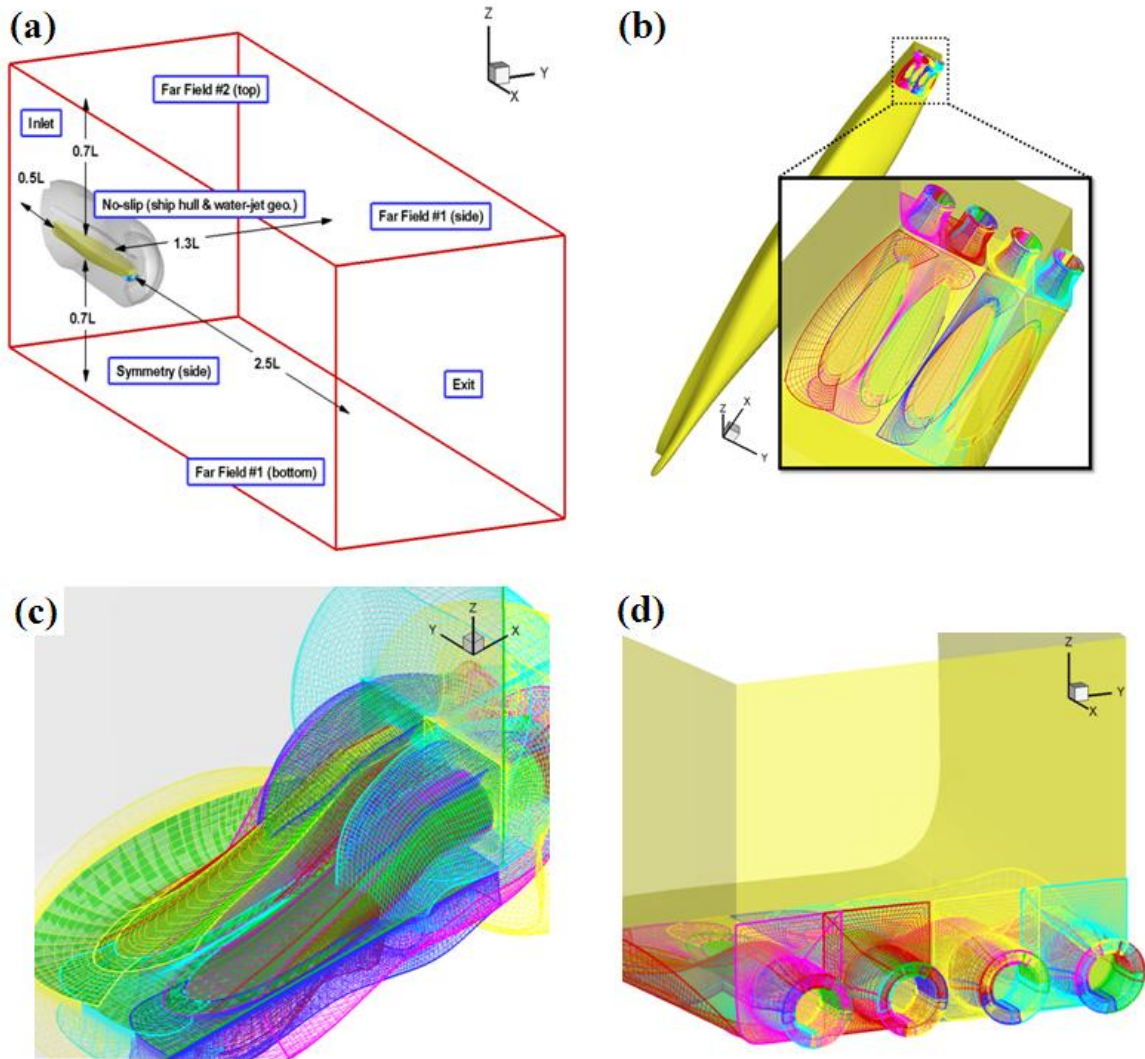 (a)
Z
Y
X
Far Field #2 (top)
Inlet
0.7L
0.5L
No-slip (ship hull & water-jet geo.)
Far Field #1 (side)
1.3L
0.7L
2.5L
Symmetry (side)
Exit
Far Field #1 (bottom)
(b)
Z
X
Y
(c)
Z
Y
X
(d)
Z
Y
X